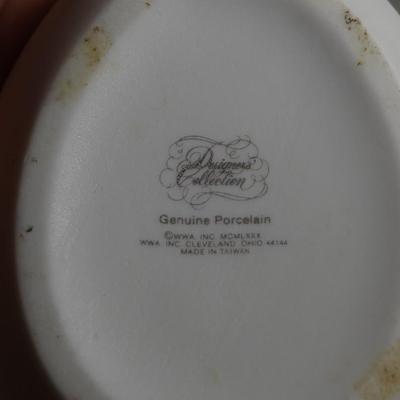 Designers'
Collection
Genuine Porcelain
©WWA, INC. MCMLXXX
WWA, INC. CLEVELAND, OHIO 44144
MADE IN TAIWAN